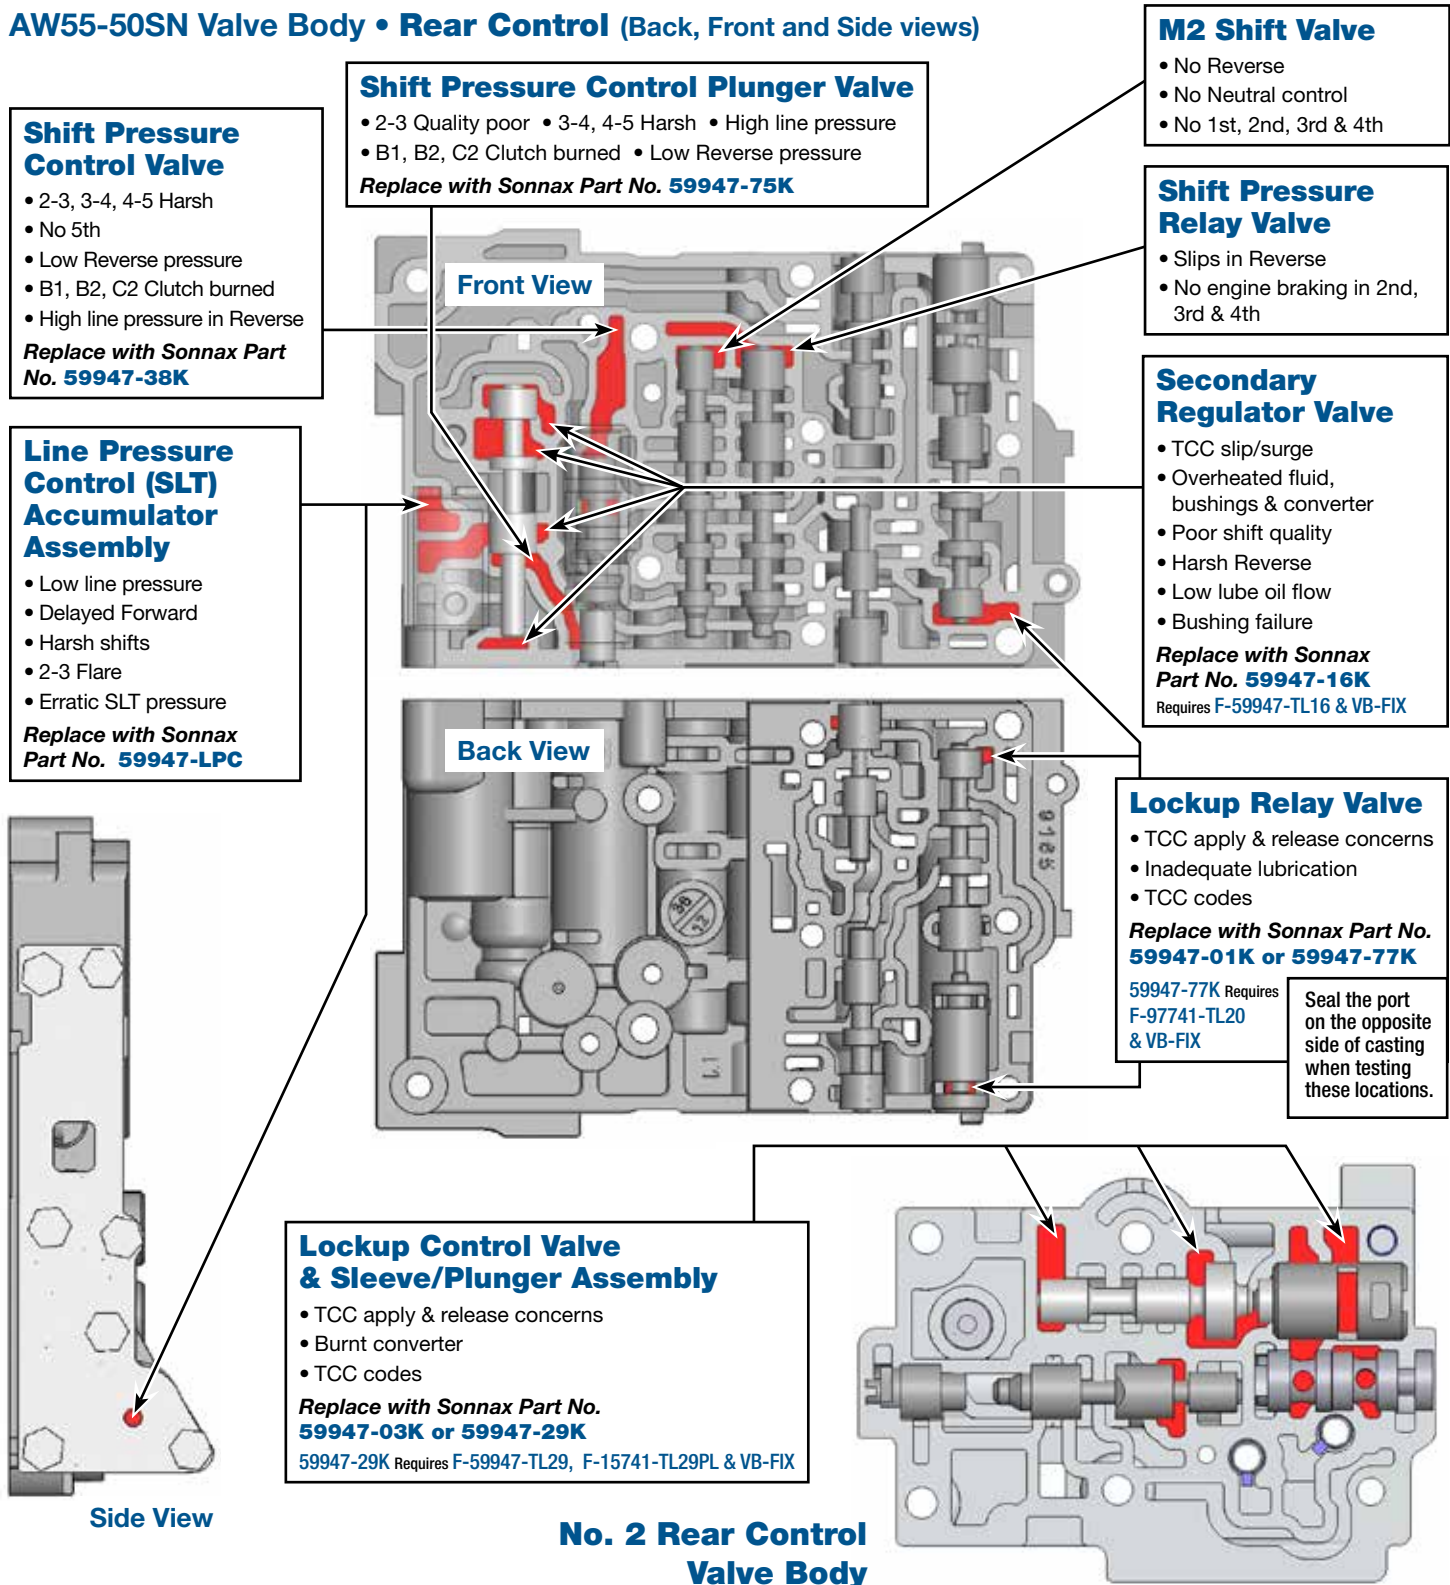 AW55-50SN Valve Body • Rear Control (Back, Front and Side views)
M2 Shift Valve
• No Reverse
• No Neutral control
• No 1st, 2nd, 3rd & 4th
Shift Pressure Control Plunger Valve
• 2-3 Quality poor • 3-4, 4-5 Harsh • High line pressure
• B1, B2, C2 Clutch burned • Low Reverse pressure
Replace with Sonnax Part No. 59947-75K
Shift Pressure
Control Valve
• 2-3, 3-4, 4-5 Harsh
• No 5th
• Low Reverse pressure
• B1, B2, C2 Clutch burned
• High line pressure in Reverse
Replace with Sonnax Part
No. 59947-38K
Shift Pressure
Relay Valve
• Slips in Reverse
• No engine braking in 2nd,
3rd & 4th
Front View
Secondary
Regulator Valve
• TCC slip/surge
• Overheated fluid,
bushings & converter
• Poor shift quality
• Harsh Reverse
• Low lube oil flow
• Bushing failure
Replace with Sonnax
Part No. 59947-16K
Requires F-59947-TL16 & VB-FIX
Line Pressure
Control (SLT)
Accumulator
Assembly
• Low line pressure
• Delayed Forward
• Harsh shifts
• 2-3 Flare
• Erratic SLT pressure
Replace with Sonnax
Part No. 59947-LPC
Back View
9185
36
13
11
Lockup Relay Valve
• TCC apply & release concerns
• Inadequate lubrication
• TCC codes
Replace with Sonnax Part No.
59947-01K or 59947-77K
59947-77K Requires
F-97741-TL20
& VB-FIX
Seal the port
on the opposite
side of casting
when testing
these locations.
Lockup Control Valve
& Sleeve/Plunger Assembly
• TCC apply & release concerns
• Burnt converter
• TCC codes
Replace with Sonnax Part No.
59947-03K or 59947-29K
59947-29K Requires F-59947-TL29, F-15741-TL29PL & VB-FIX
Side View
No. 2 Rear Control
Valve Body